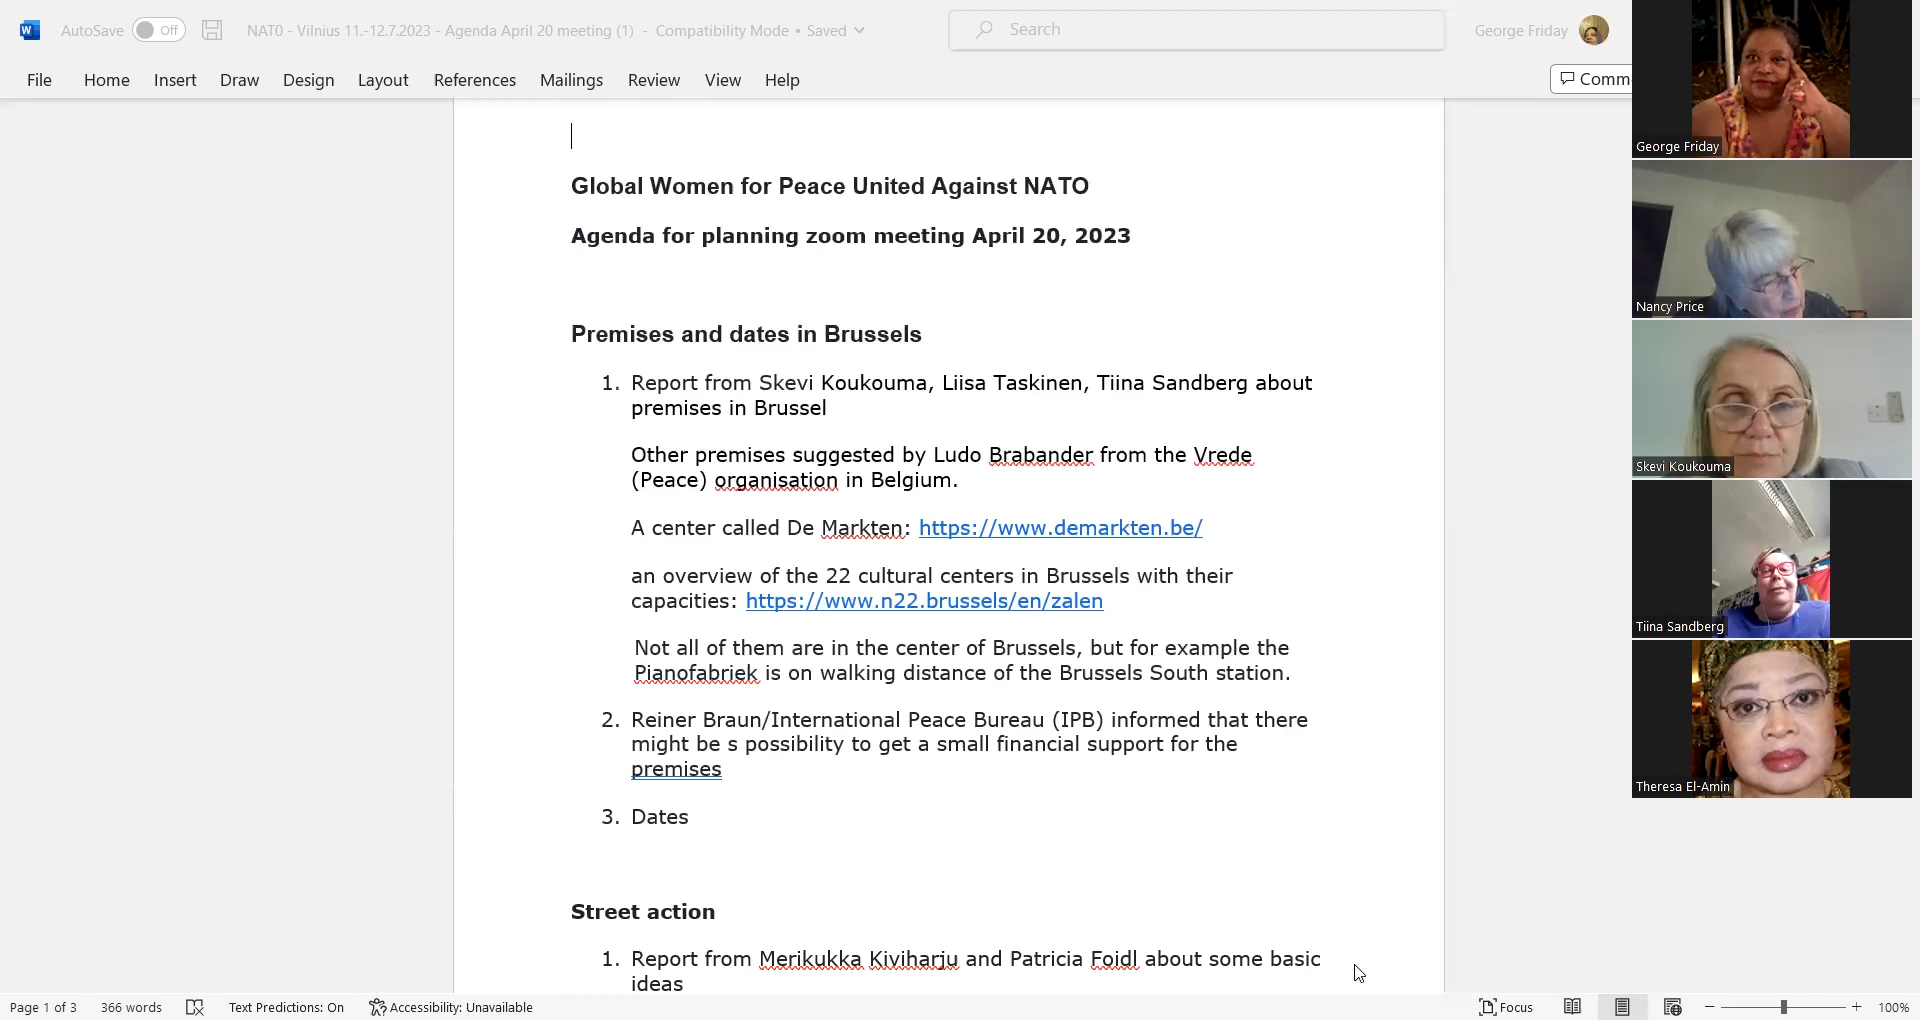 AutoSave Off NAT0 - Vilnius 11.-12.7.2023 - Agenda April 20 meeting (1) - Compatibility Mode • Saved Search George Friday
File Home Insert Draw Design Layout References Mailings Review View Help Comm
Global Women for Peace United Against NATO
Agenda for planning zoom meeting April 20, 2023
Premises and dates in Brussels
1. Report from Skevi Koukouma, Liisa Taskinen, Tiina Sandberg about
premises in Brussel
Other premises suggested by Ludo Brabander from the Vrede
(Peace) organisation in Belgium.
A center called De Markten: https://www.demarkten.be/
an overview of the 22 cultural centers in Brussels with their
capacities: https://www.n22.brussels/en/zalen
Not all of them are in the center of Brussels, but for example the
Pianofabriek is on walking distance of the Brussels South station.
2. Reiner Braun/International Peace Bureau (IPB) informed that there
might be s possibility to get a small financial support for the
premises
3. Dates
Street action
1. Report from Merikukka Kiviharju and Patricia Foidl about some basic
ideas
George Friday
Nancy Price
Skevi Koukouma
Tiina Sandberg
Theresa El-Amin
Page 1 of 3 366 words Text Predictions: On Accessibility: Unavailable Focus 100%